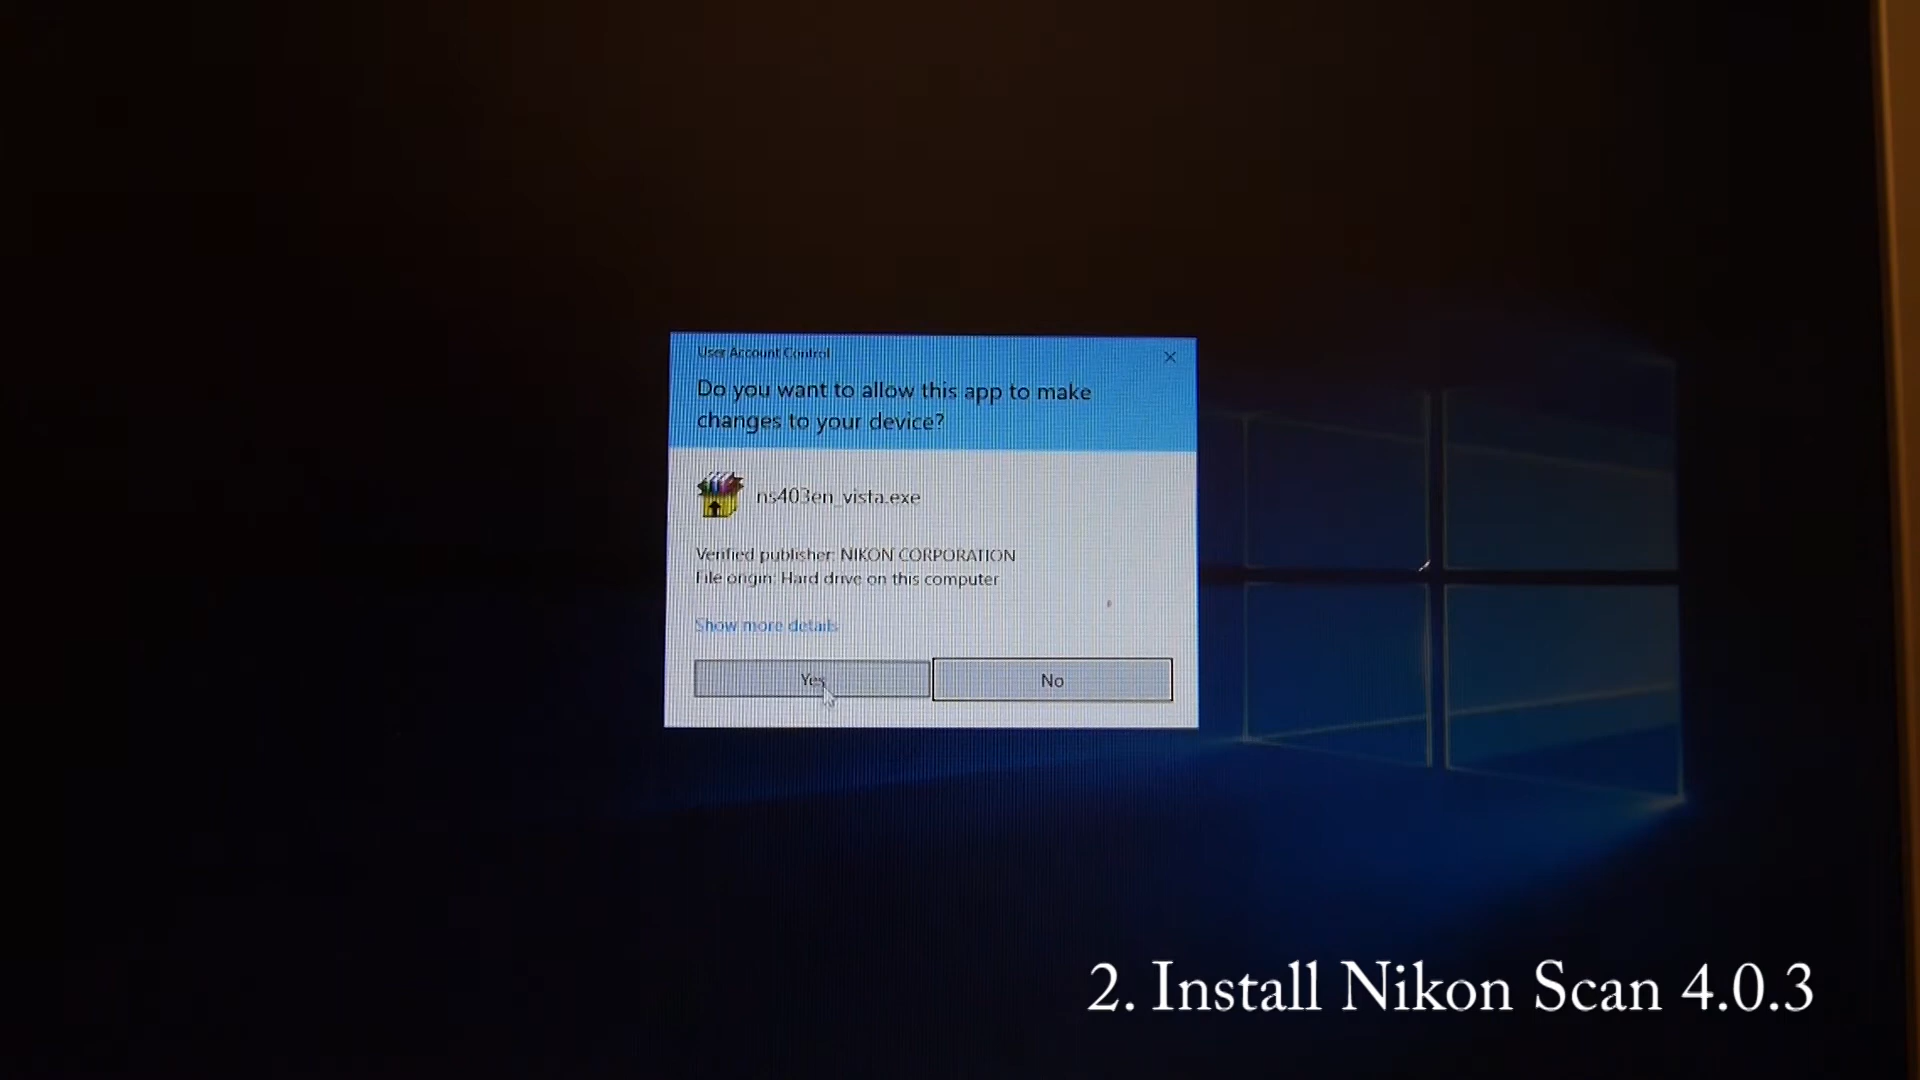 User Account Control
Do you want to allow this app to make
changes to your device?
ns403en_vista.exe
Verified publisher: NIKON CORPORATION
File origin: Hard drive on this computer
Show more details
Yes
No
2. Install Nikon Scan 4.0.3